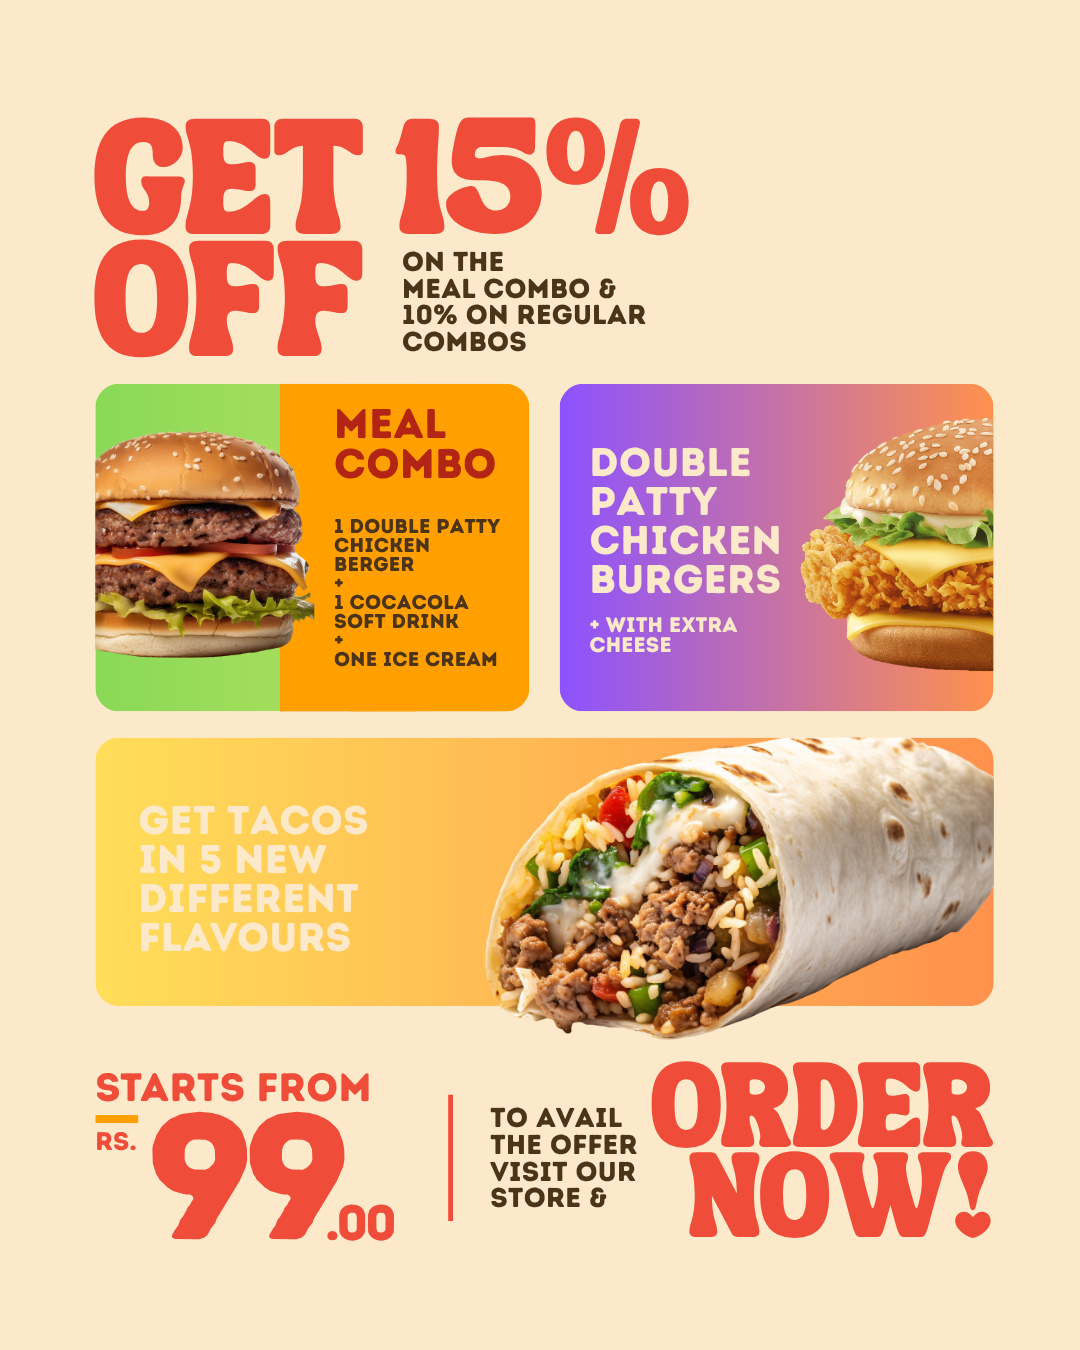 GET 15%
OFF
ON THE
MEAL COMBO &
10% ON REGULAR
COMBOS
MEAL
COMBO
1 DOUBLE PATTY
CHICKEN
BERGER
+
1 COCACOLA
SOFT DRINK
+
ONE ICE CREAM
DOUBLE
PATTY
CHICKEN
BURGERS
+ WITH EXTRA
CHEESE
GET TACOS
IN 5 NEW
DIFFERENT
FLAVOURS
STARTS FROM
RS. 99.00
TO AVAIL
THE OFFER
VISIT OUR
STORE &
ORDER
NOW!